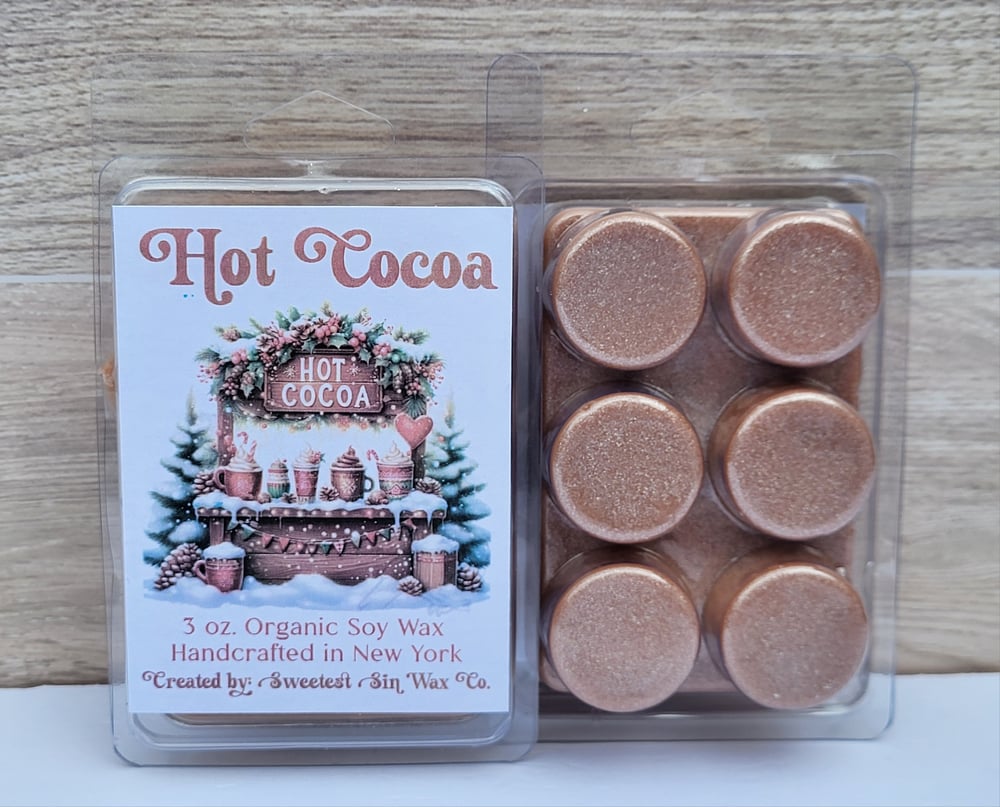 Hot Cocoa
HOT
COCOA
3 oz. Organic Soy Wax
Handcrafted in New York
Created by: Sweetest Sin Wax Co.